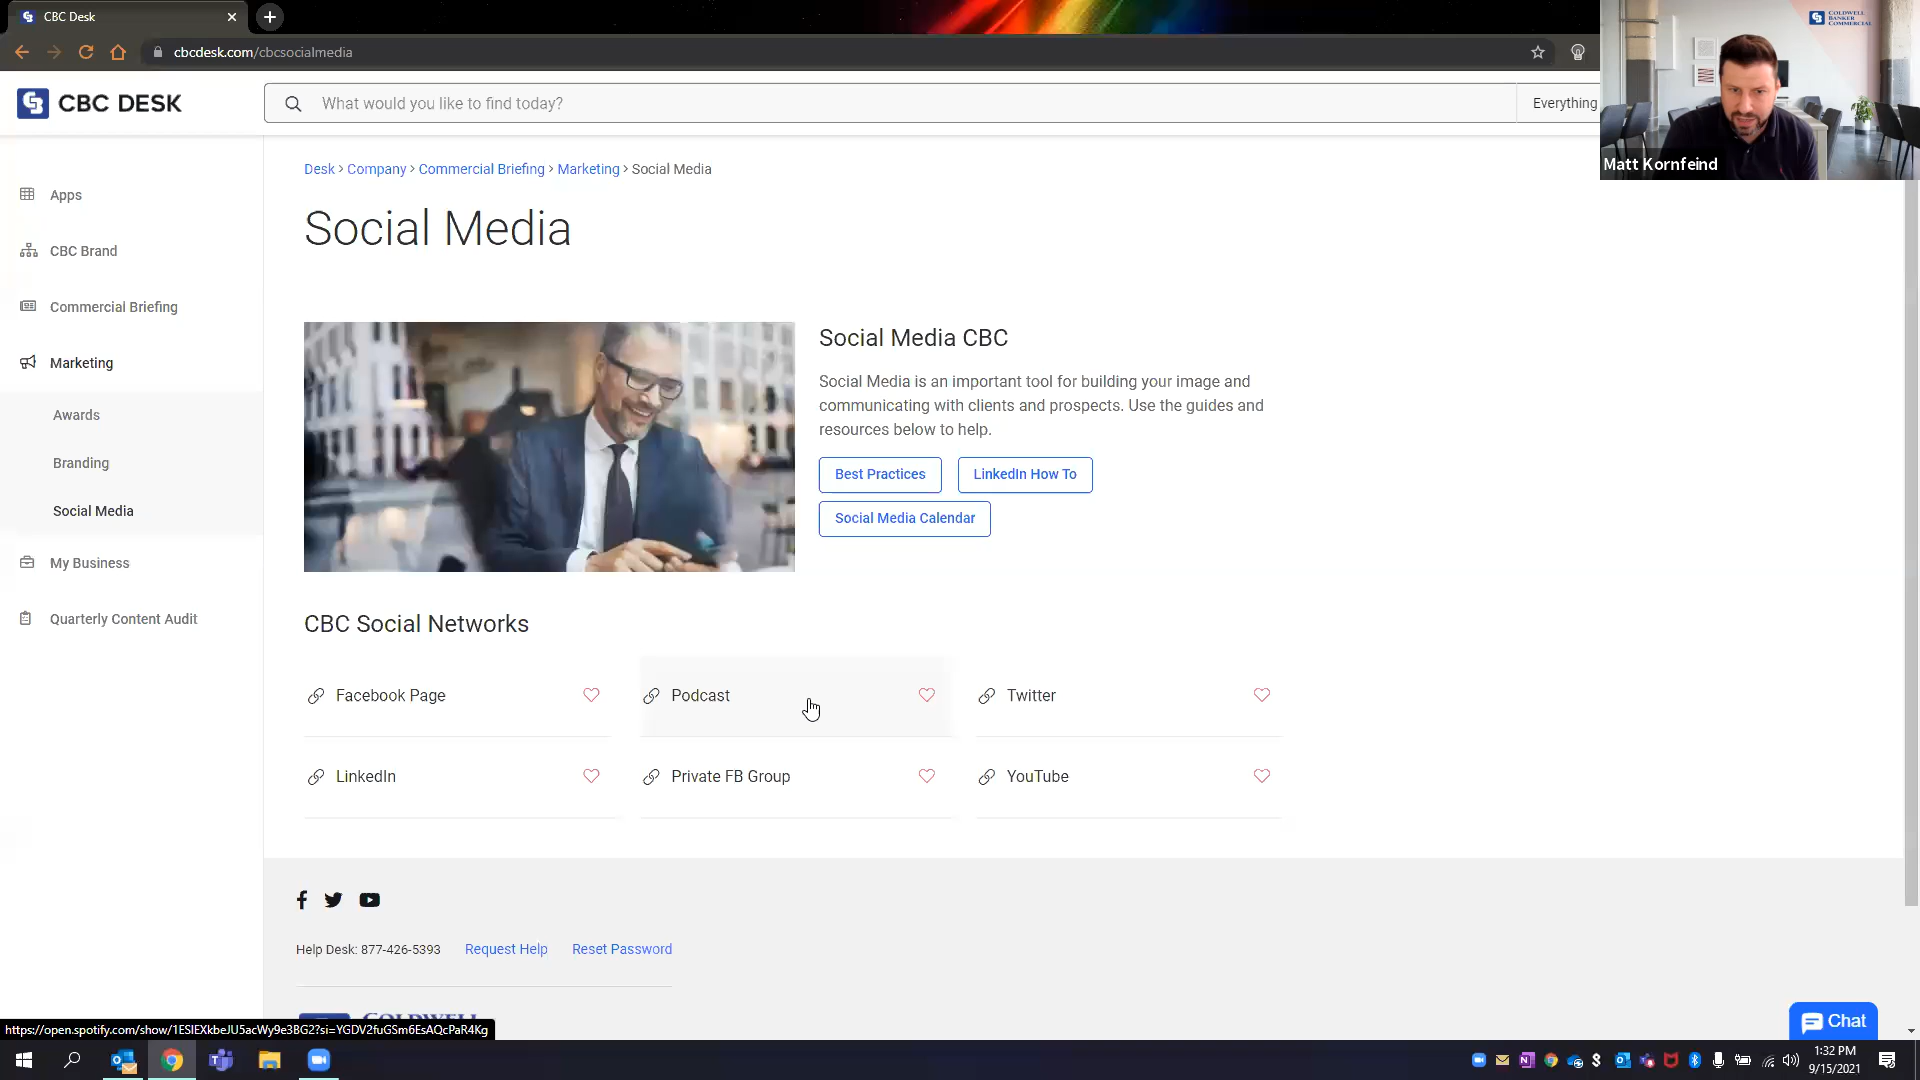 CBC Desk
cbcdesk.com/cbcsocialmedia
COLDWELL
BANKER
COMMERCIAL
Matt Kornfeind
CBC DESK
What would you like to find today?
Everything
Desk > Company > Commercial Briefing > Marketing > Social Media
Social Media
Apps
CBC Brand
Commercial Briefing
Marketing
Awards
Branding
Social Media
My Business
Quarterly Content Audit
Social Media CBC
Social Media is an important tool for building your image and
communicating with clients and prospects. Use the guides and
resources below to help.
Best Practices
LinkedIn How To
Social Media Calendar
CBC Social Networks
Facebook Page
Podcast
Twitter
LinkedIn
Private FB Group
YouTube
Help Desk: 877-426-5393
Request Help
Reset Password
https://open.spotify.com/show/1ESIEXkbeJU5acWy9e3BG2?si=YGDV2fuGSm6EsAQcPaR4Kg
Chat
1:32 PM
9/15/2021